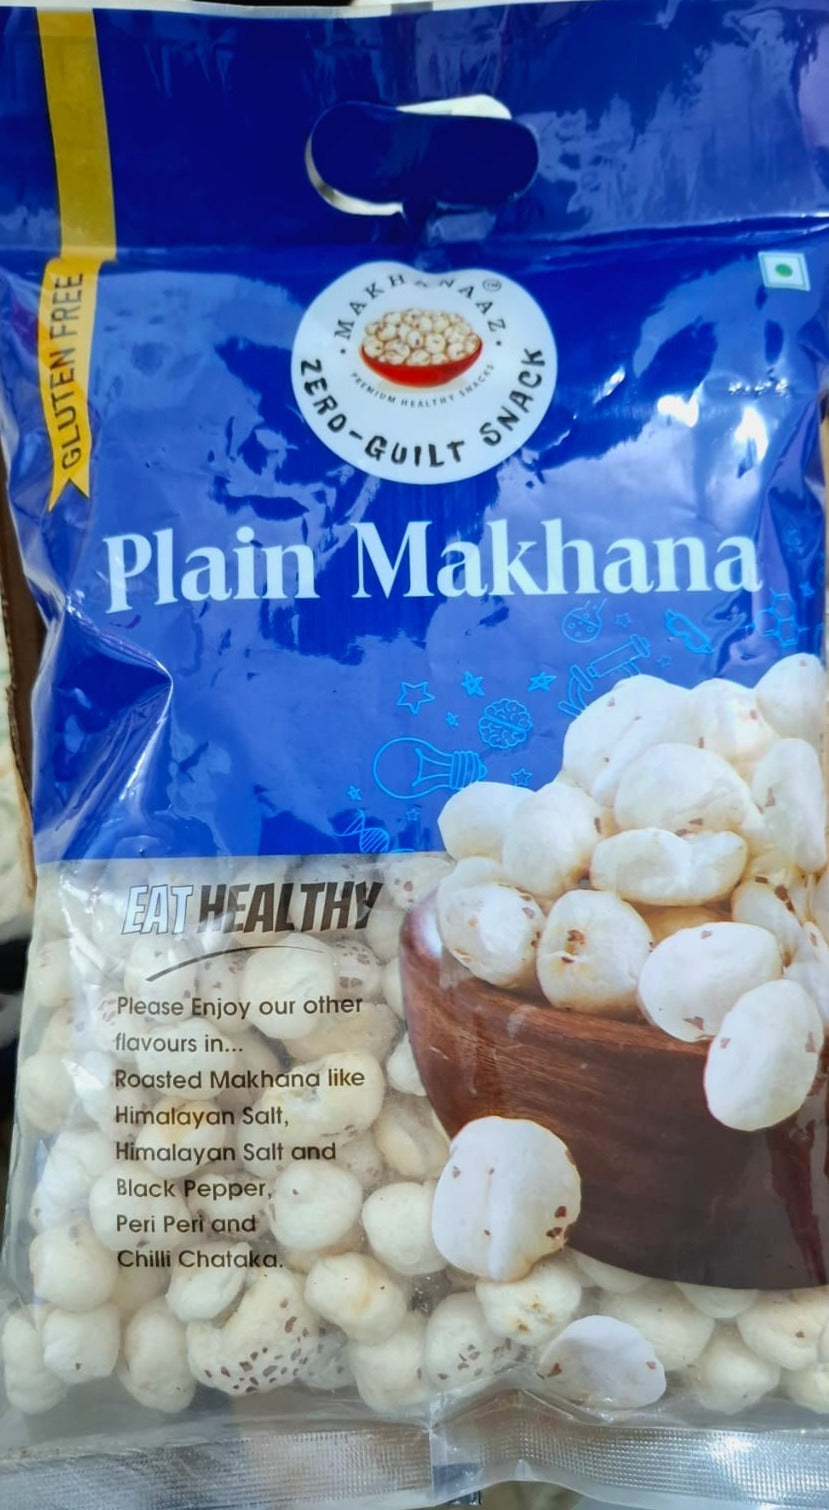 GLUTEN FREE
MAKHANAAZ ®
PREMIUM HEALTHY SNACKS
ZERO-GUILT SNACK
Plain Makhana
EAT HEALTHY
Please Enjoy our other
flavours in...
Roasted Makhana like
Himalayan Salt,
Himalayan Salt and
Black Pepper,
Peri Peri and
Chilli Chataka.